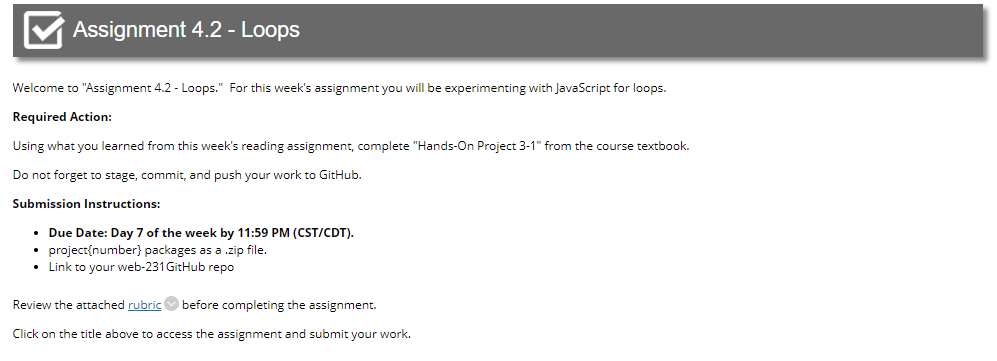 Assignment 4.2 - Loops
Welcome to "Assignment 4.2 - Loops."  For this week's assignment you will be experimenting with JavaScript for loops.
Required Action:
Using what you learned from this week's reading assignment, complete "Hands-On Project 3-1" from the course textbook.
Do not forget to stage, commit, and push your work to GitHub.
Submission Instructions:
• Due Date: Day 7 of the week by 11:59 PM (CST/CDT).
• project{number} packages as a .zip file.
• Link to your web-231GitHub repo
Review the attached rubric before completing the assignment.
Click on the title above to access the assignment and submit your work.